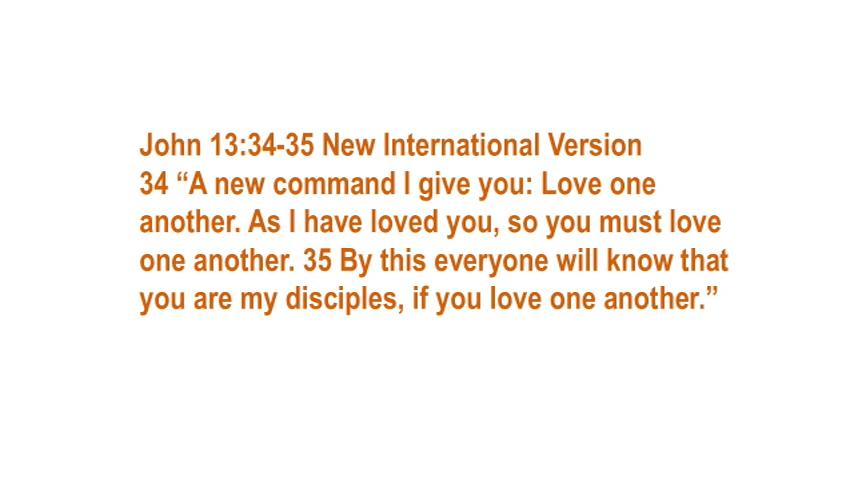 John 13:34-35 New International Version
34 “A new command I give you: Love one
another. As I have loved you, so you must love
one another. 35 By this everyone will know that
you are my disciples, if you love one another.”